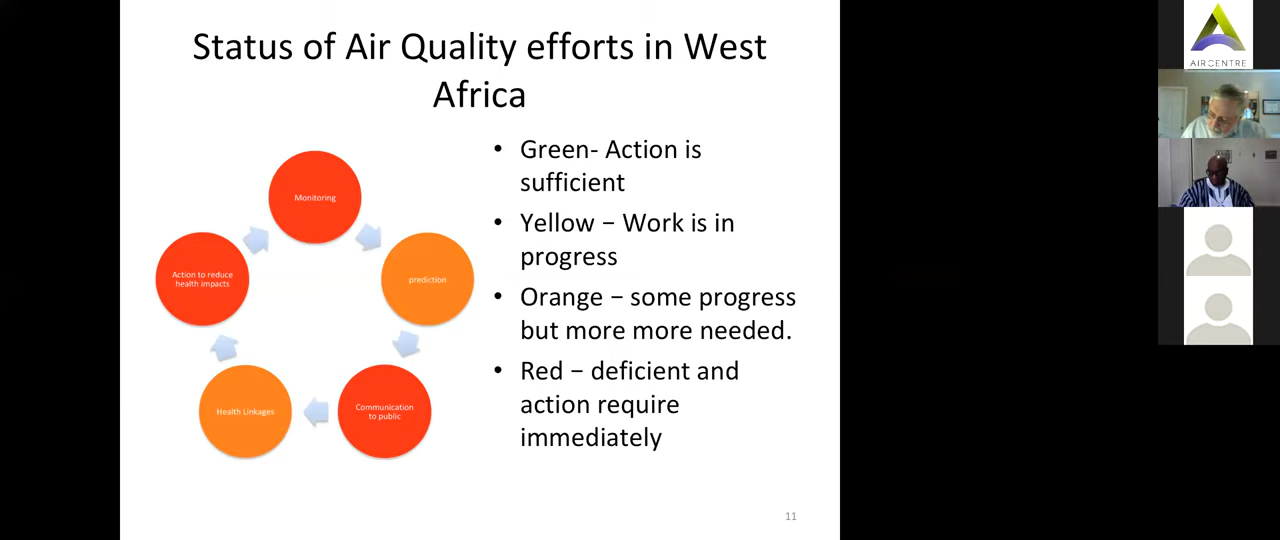 Status of Air Quality efforts in West
Africa
Monitoring
prediction
Communication
to public
Health Linkages
Action to reduce
health impacts
• Green- Action is
sufficient
• Yellow – Work is in
progress
• Orange – some progress
but more more needed.
• Red – deficient and
action require
immediately
11
AIR CENTRE